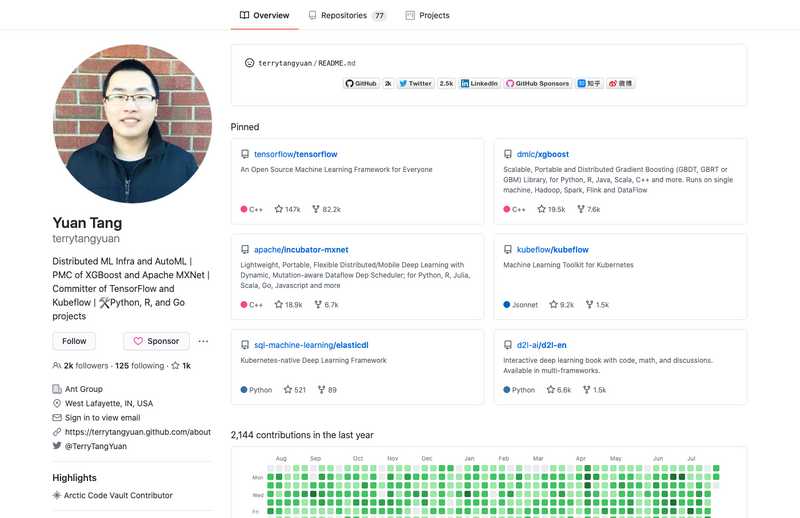 Overview
Repositories 77
Projects
terrytangyuan/README.md
GitHub 2k Twitter 2.5k LinkedIn GitHub Sponsors 知乎 微博
Pinned
tensorflow/tensorflow
An Open Source Machine Learning Framework for Everyone
C++ 147k 82.2k
dmlc/xgboost
Scalable, Portable and Distributed Gradient Boosting (GBDT, GBRT or
GBM) Library, for Python, R, Java, Scala, C++ and more. Runs on single
machine, Hadoop, Spark, Flink and DataFlow
C++ 19.5k 7.6k
apache/incubator-mxnet
Lightweight, Portable, Flexible Distributed/Mobile Deep Learning with
Dynamic, Mutation-aware Dataflow Dep Scheduler; for Python, R, Julia,
Scala, Go, Javascript and more
C++ 18.9k 6.7k
kubeflow/kubeflow
Machine Learning Toolkit for Kubernetes
Jsonnet 9.2k 1.5k
sql-machine-learning/elasticdl
Kubernetes-native Deep Learning Framework
Python 521 89
d2l-ai/d2l-en
Interactive deep learning book with code, math, and discussions.
Available in multi-frameworks.
Python 6.6k 1.5k
Yuan Tang
terrytangyuan
Distributed ML Infra and AutoML |
PMC of XGBoost and Apache MXNet |
Committer of TensorFlow and
Kubeflow | 🛠Python, R, and Go
projects
Follow
Sponsor
2k followers · 125 following · 1k
Ant Group
West Lafayette, IN, USA
Sign in to view email
https://terrytangyuan.github.com/about
@TerryTangYuan
Highlights
Arctic Code Vault Contributor
2,144 contributions in the last year
Aug Sep Oct Nov Dec Jan Feb Mar Apr May Jun Jul
Mon
Wed
Fri